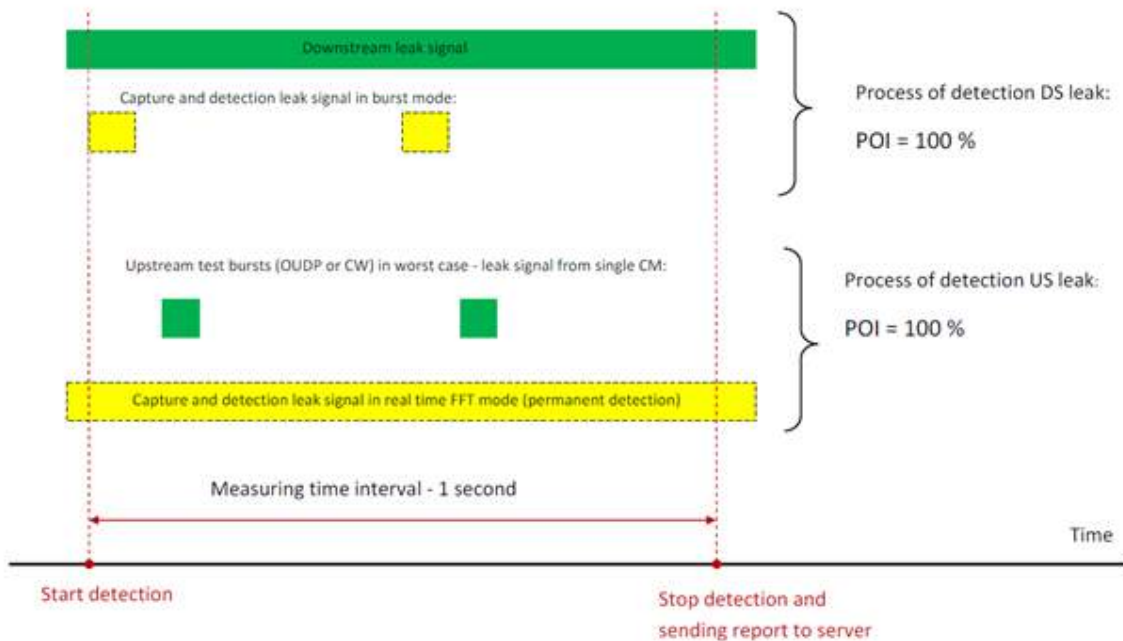 Downstream leak signal
Capture and detection leak signal in burst mode:
Process of detection DS leak:
POI = 100 %
Upstream test bursts (OUDP or CW) in worst case - leak signal from single CM:
Process of detection US leak:
POI = 100 %
Capture and detection leak signal in real time FFT mode (permanent detection)
Measuring time interval - 1 second
Time
Start detection
Stop detection and
sending report to server